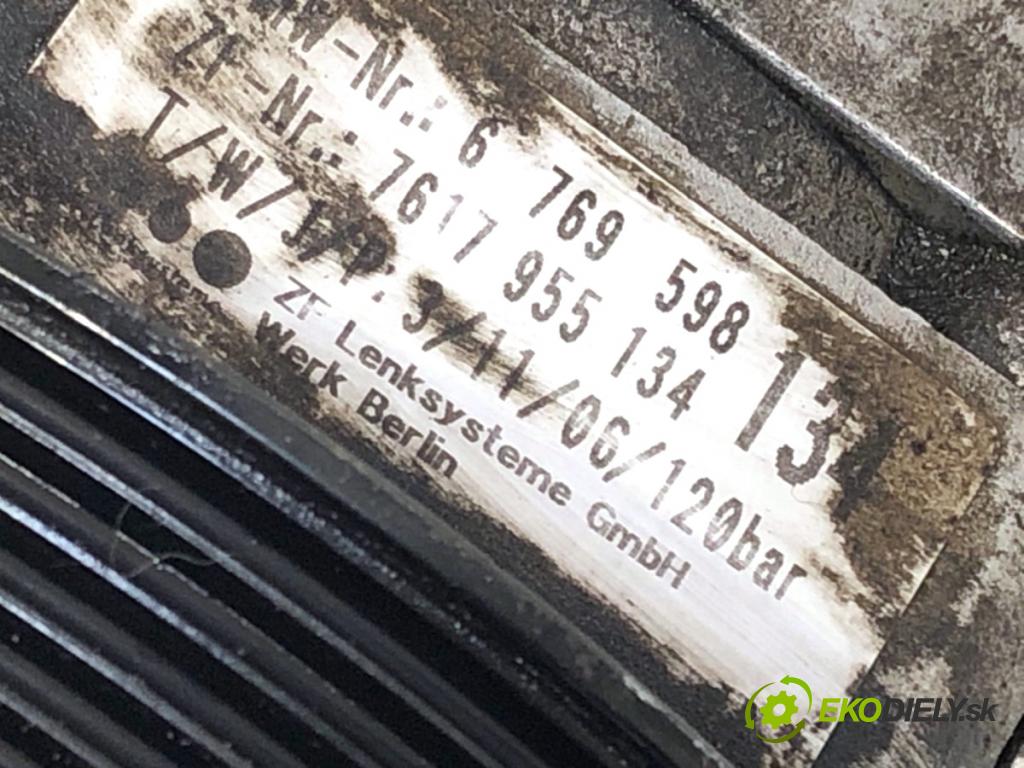 -Nr.: 6 769 598
ZF-Nr.: 7617 955 134 134
T/W/J/P: 3/11/06/120bar
ZF Lenksysteme GmbH
Werk Berlin
EKODIELY.sk